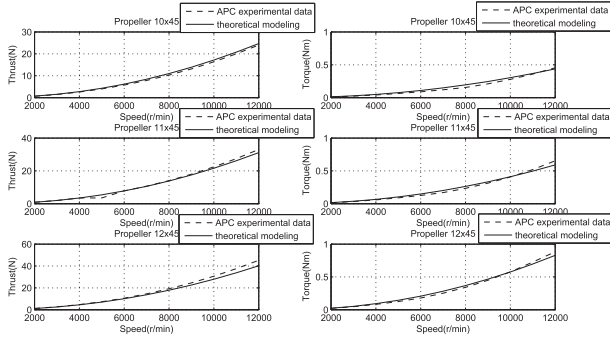 Propeller 10x45
APC experimental data
theoretical modeling
Thrust(N)
30
20
10
0
2000 4000 6000 8000 10000 12000
Speed(r/min)
Propeller 10x45
APC experimental data
theoretical modeling
Torque(Nm)
1
0.5
0
2000 4000 6000 8000 10000 12000
Speed(r/min)
Propeller 11x45
APC experimental data
theoretical modeling
Thrust(N)
40
20
0
2000 4000 6000 8000 10000 12000
Speed(r/min)
Propeller 11x45
APC experimental data
theoretical modeling
Torque(Nm)
1
0.5
0
2000 4000 6000 8000 10000 12000
Speed(r/min)
Propeller 12x45
APC experimental data
theoretical modeling
Thrust(N)
60
40
20
0
2000 4000 6000 8000 10000 12000
Speed(r/min)
Propeller 12x45
APC experimental data
theoretical modeling
Torque(Nm)
1
0.5
0
2000 4000 6000 8000 10000 12000
Speed(r/min)